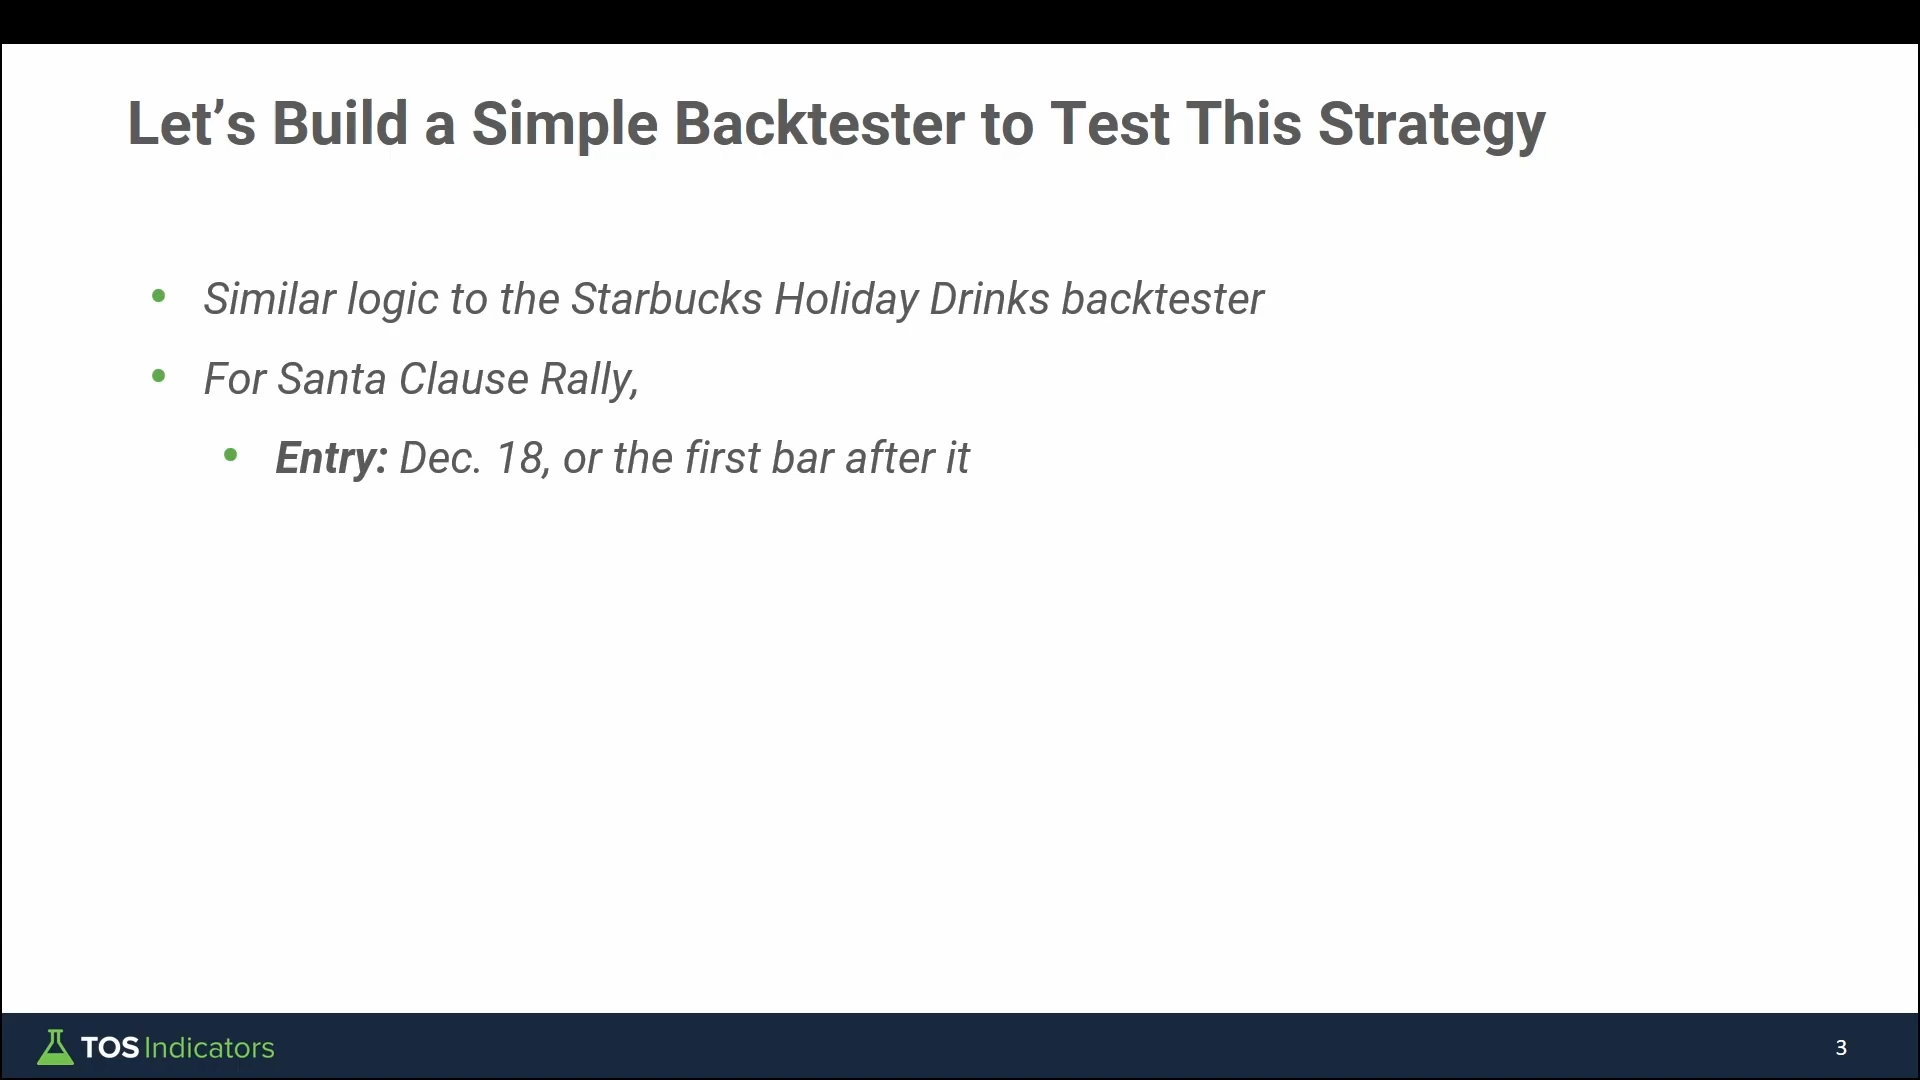 Let’s Build a Simple Backtester to Test This Strategy
• Similar logic to the Starbucks Holiday Drinks backtester
• For Santa Clause Rally,
• Entry: Dec. 18, or the first bar after it
TOS Indicators
3